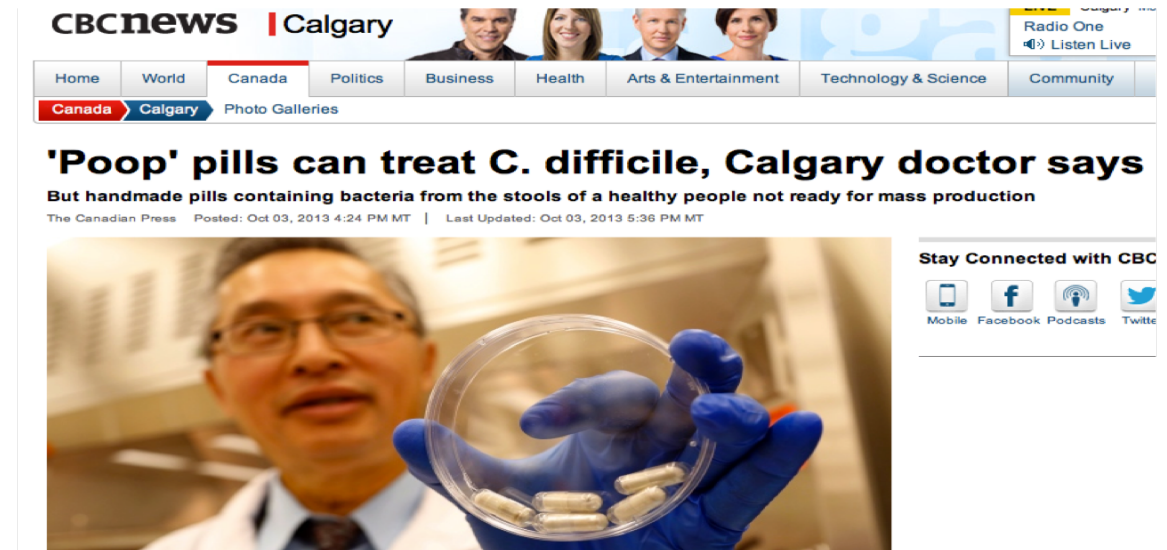 CBCnews | Calgary
Radio One
Listen Live
Home World Canada Politics Business Health Arts & Entertainment Technology & Science Community
Canada Calgary Photo Galleries
'Poop' pills can treat C. difficile, Calgary doctor says
But handmade pills containing bacteria from the stools of a healthy people not ready for mass production
The Canadian Press Posted: Oct 03, 2013 4:24 PM MT | Last Updated: Oct 03, 2013 5:36 PM MT
Stay Connected with CBC
Mobile Facebook Podcasts Twitte